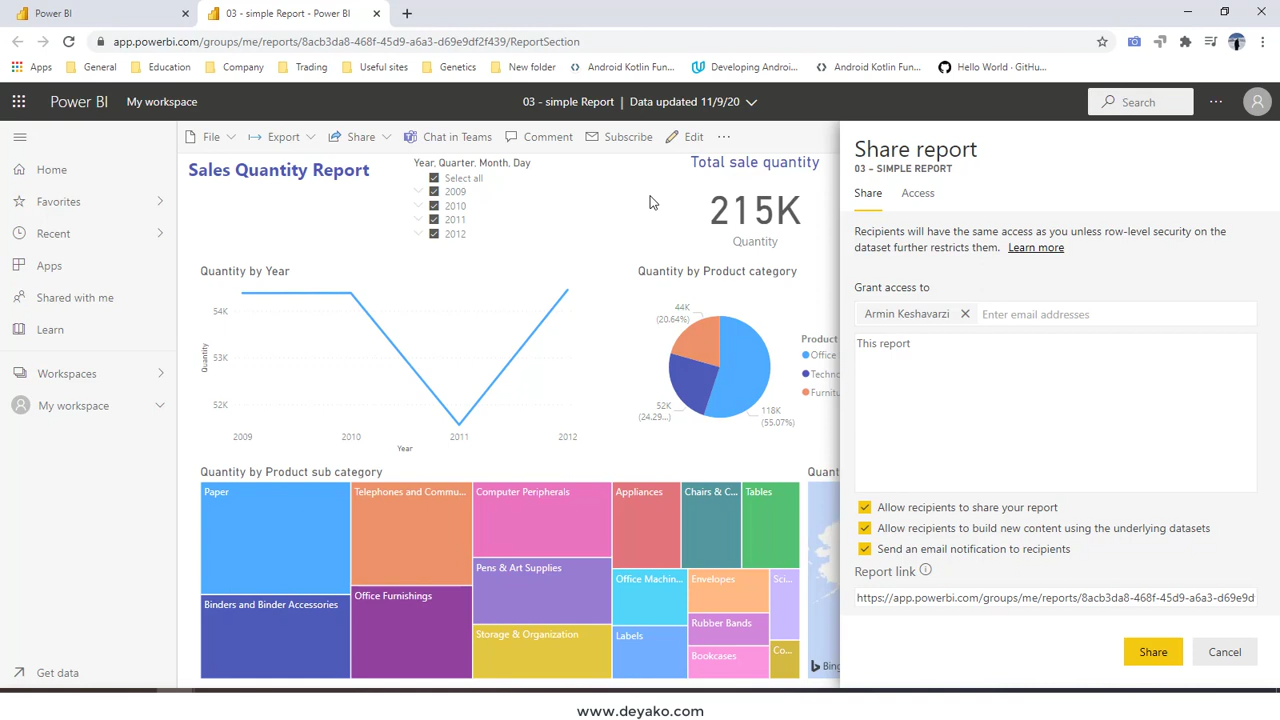 Power BI
03 - simple Report - Power BI
app.powerbi.com/groups/me/reports/8acb3da8-468f-45d9-a6a3-d69e9df2f439/ReportSection
Apps
General
Education
Company
Trading
Useful sites
Genetics
New folder
Android Kotlin Fun...
Developing Androi...
Android Kotlin Fun...
Hello World · GitHu...
Power BI
My workspace
03 - simple Report | Data updated 11/9/20
Search
File
Export
Share
Chat in Teams
Comment
Subscribe
Edit
Home
Favorites
Recent
Apps
Shared with me
Learn
Workspaces
My workspace
Get data
Sales Quantity Report
Year, Quarter, Month, Day
Select all
2009
2010
2011
2012
Total sale quantity
215K
Quantity
Quantity by Year
54K
53K
52K
Quantity
2009
2010
2011
2012
Year
Quantity by Product category
44K
(20.64%)
52K
(24.29...)
118K
(55.07%)
Product
Office
Techno
Furnitu
Quantity by Product sub category
Paper
Binders and Binder Accessories
Telephones and Commu...
Office Furnishings
Computer Peripherals
Pens & Art Supplies
Storage & Organization
Appliances
Chairs & C...
Tables
Office Machin...
Labels
Envelopes
Rubber Bands
Bookcases
Sci...
Co...
Quant
Bing
Share report
03 - SIMPLE REPORT
Share
Access
Recipients will have the same access as you unless row-level security on the
dataset further restricts them. Learn more
Grant access to
Armin Keshavarzi
Enter email addresses
This report
Allow recipients to share your report
Allow recipients to build new content using the underlying datasets
Send an email notification to recipients
Report link
https://app.powerbi.com/groups/me/reports/8acb3da8-468f-45d9-a6a3-d69e9d
Share
Cancel
www.deyako.com